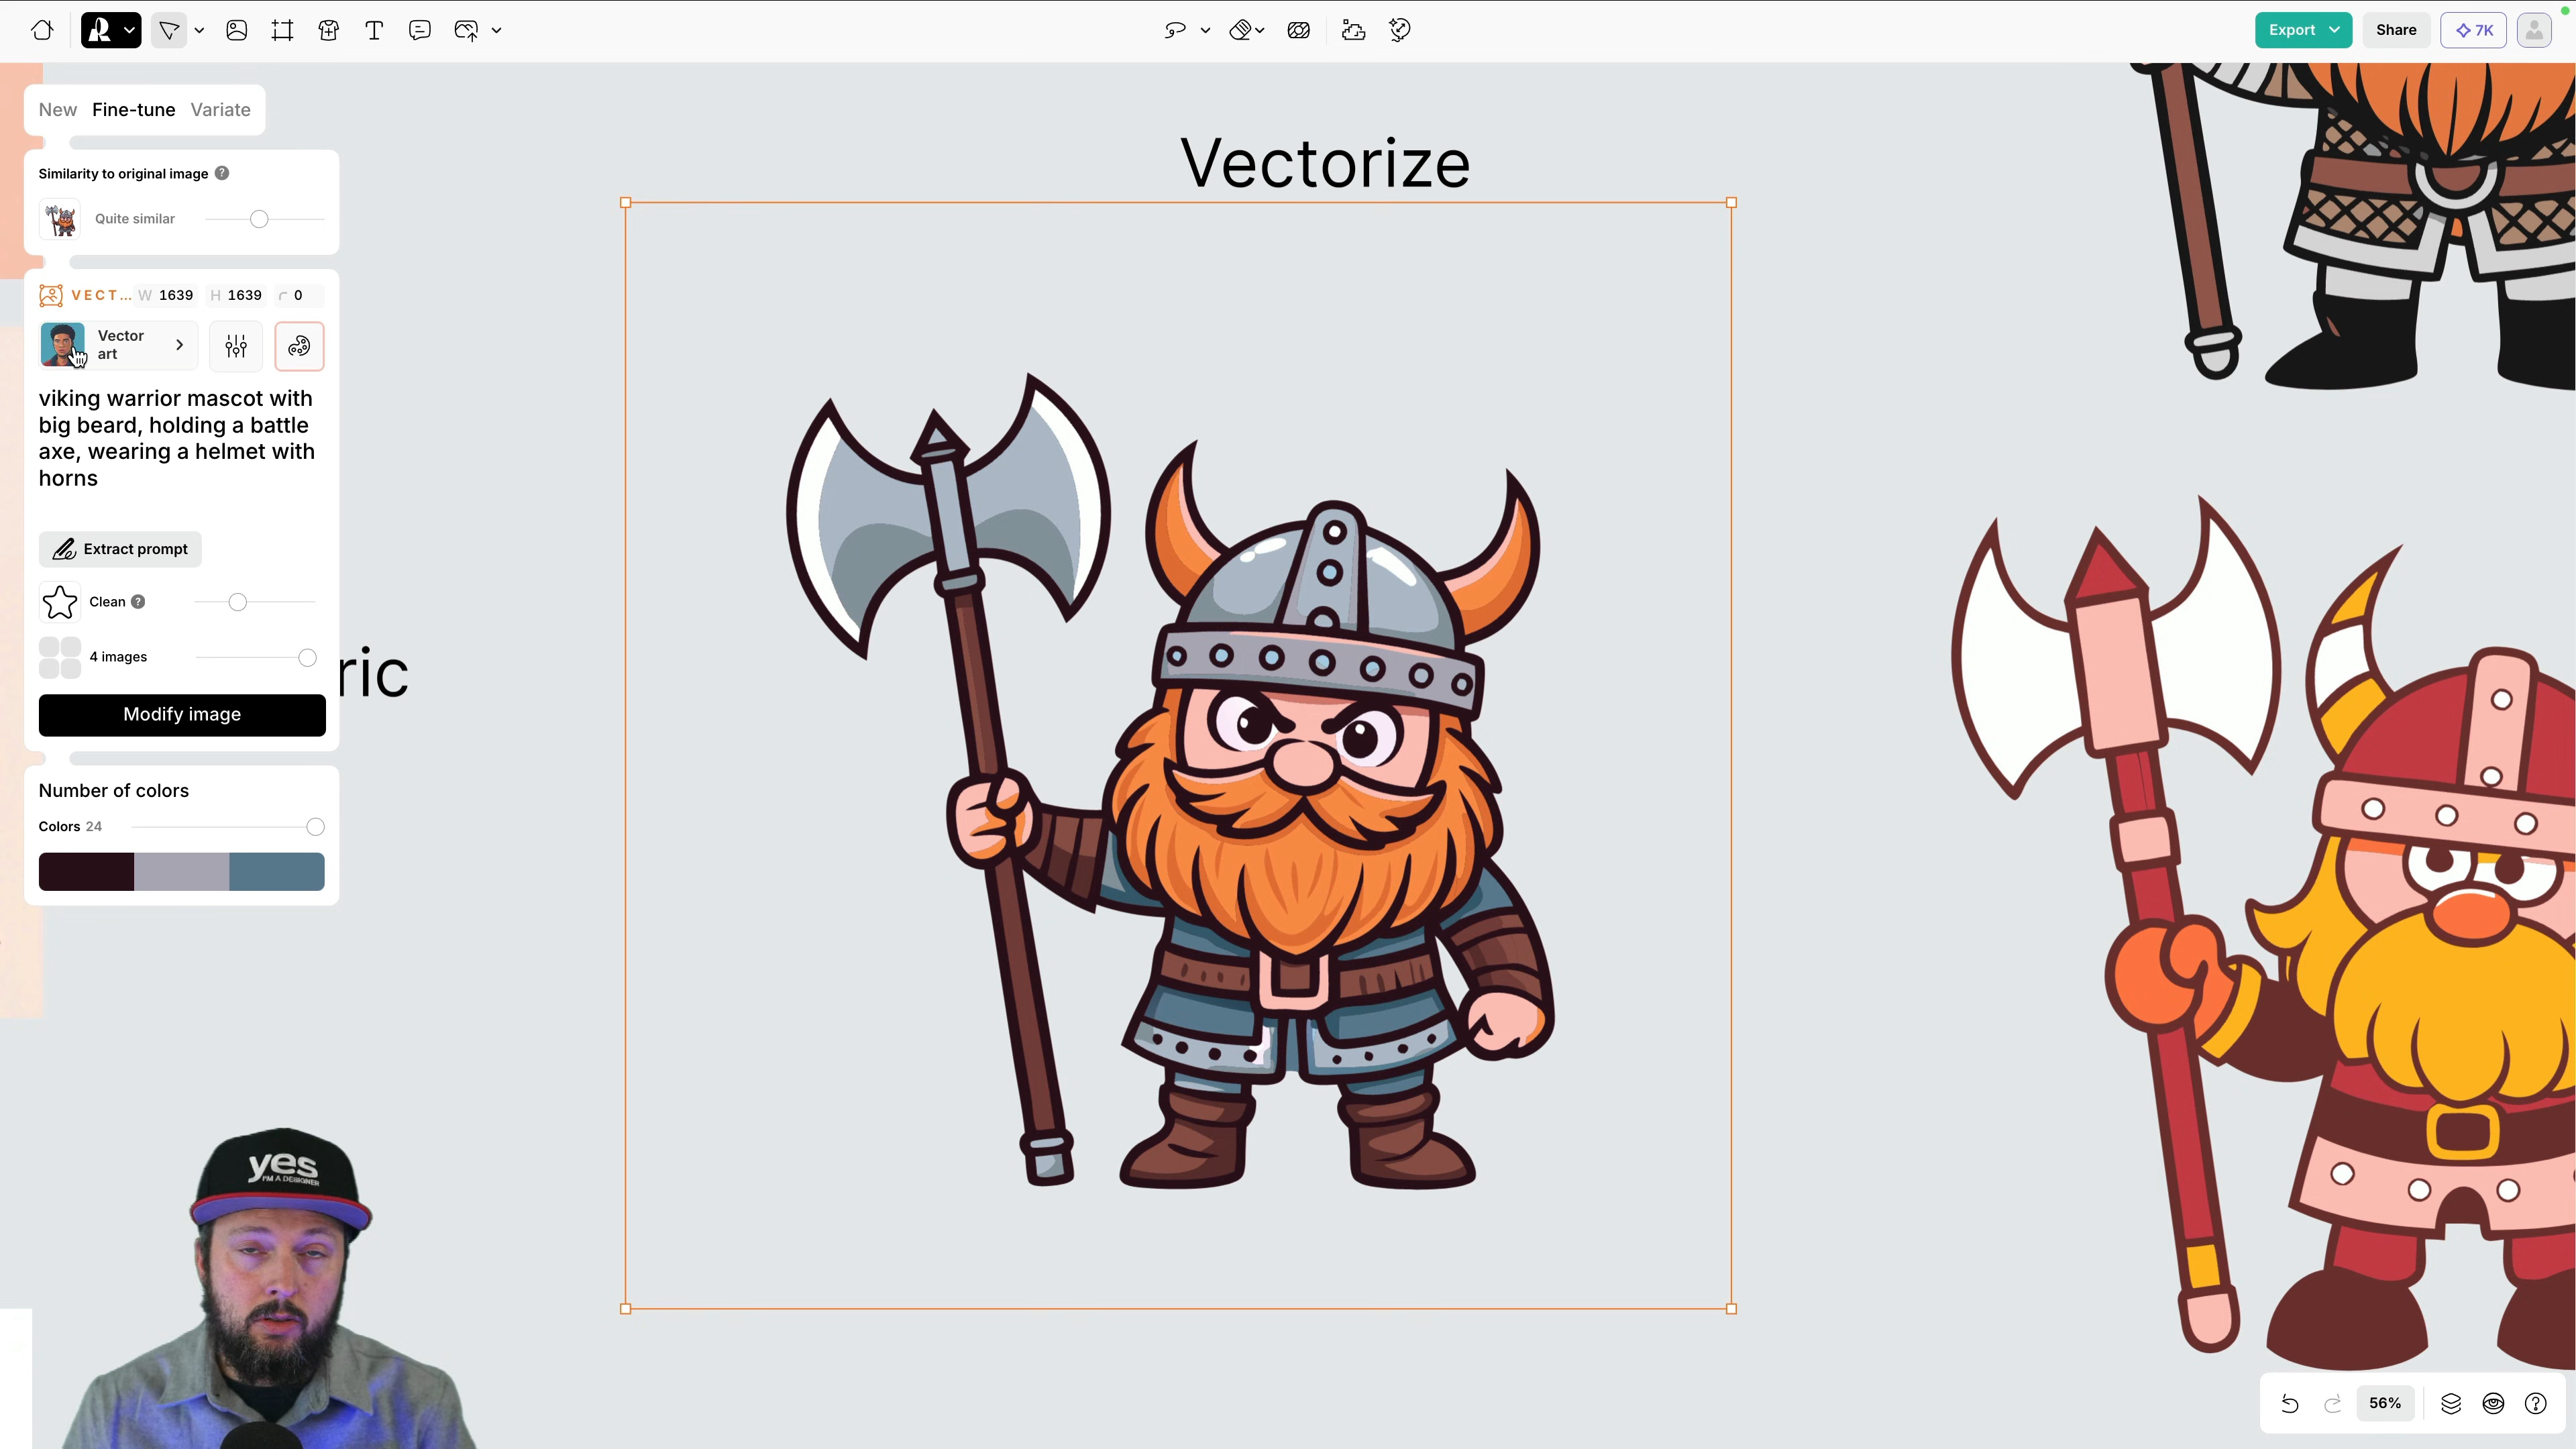 Export
Share
7K
New Fine-tune Variate
Vectorize
Similarity to original image ?
Quite similar
VECT... W 1639 H 1639 0
Vector
art
viking warrior mascot with
big beard, holding a battle
axe, wearing a helmet with
horns
Extract prompt
Clean ?
4 images
ric
Modify image
Number of colors
Colors 24
yes
I'M A DESIGNER
56%
?